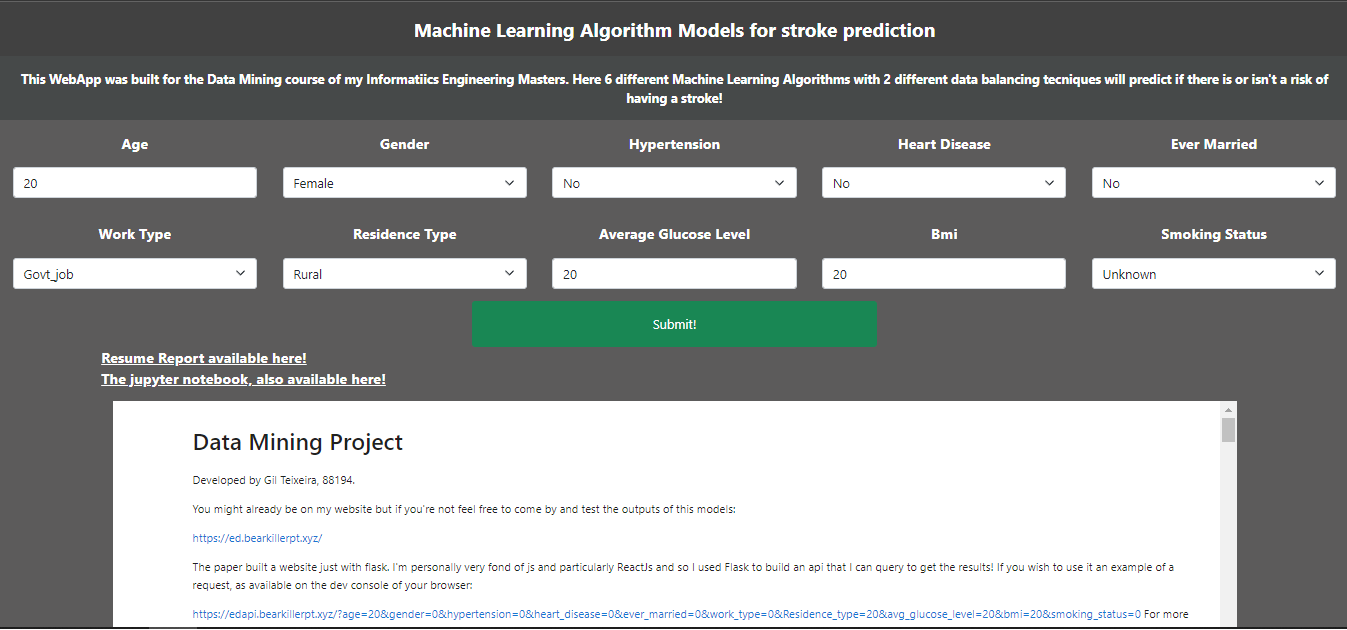 Machine Learning Algorithm Models for stroke prediction
This WebApp was built for the Data Mining course of my Informatiics Engineering Masters. Here 6 different Machine Learning Algorithms with 2 different data balancing tecniques will predict if there is or isn't a risk of
having a stroke!
Age Gender Hypertension Heart Disease Ever Married
20 Female No No No
Work Type Residence Type Average Glucose Level Bmi Smoking Status
Govt_job Rural 20 20 Unknown
Submit!
Resume Report available here!
The jupyter notebook, also available here!
Data Mining Project
Developed by Gil Teixeira, 88194.
You might already be on my website but if you're not feel free to come by and test the outputs of this models:
https://ed.bearkillerpt.xyz/
The paper built a website just with flask. I'm personally very fond of js and particularly ReactJs and so I used Flask to build an api that I can query to get the results! If you wish to use it an example of a
request, as available on the dev console of your browser:
https://edapi.bearkillerpt.xyz/?age=20&gender=0&hypertension=0&heart_disease=0&ever_married=0&work_type=0&Residence_type=20&avg_glucose_level=20&bmi=20&smoking_status=0 For more